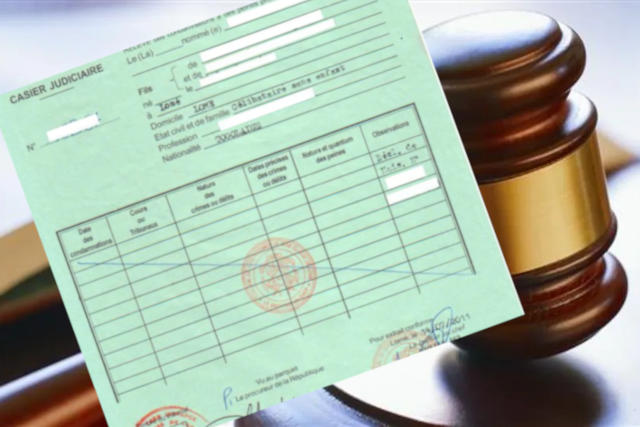 RELEVÉ des condamnations à des peines
Le (La)
nommé (e)
CASIER JUDICIAIRE
Fils
de
et de
né
le
à Lomé
N°
Domicile LOME
Etat civil et de famille Célibataire sans enfant
Profession
Nationalité TOGOLAISE
Date des condamnations
Cours ou Tribunaux
Nature des crimes ou délits
Dates précises des crimes ou délits
Nature et quantum des peines
Observations
Vu au parquet
Le procureur de la République
Pour extrait conforme
Lomé, le
2011